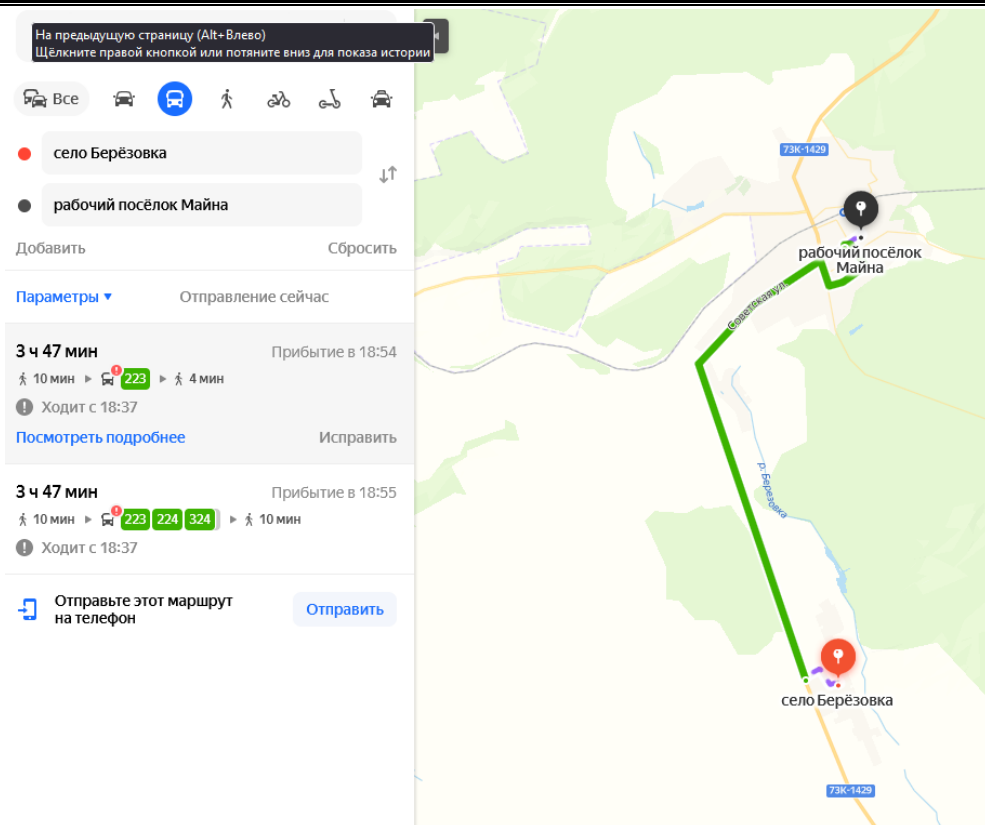 На предыдущую страницу (Alt+Влево)
Щёлкните правой кнопкой или потяните вниз для показа истории
Все
село Берёзовка
рабочий посёлок Майна
Добавить
Сбросить
Параметры
Отправление сейчас
3 ч 47 мин
Прибытие в 18:54
10 мин
223
4 мин
Ходит с 18:37
Посмотреть подробнее
Исправить
3 ч 47 мин
Прибытие в 18:55
10 мин
223 224 324
10 мин
Ходит с 18:37
Отправьте этот маршрут
на телефон
Отправить
73К-1429
рабочий посёлок
Майна
Советская ул.
р. Березовка
село Берёзовка
73К-1429